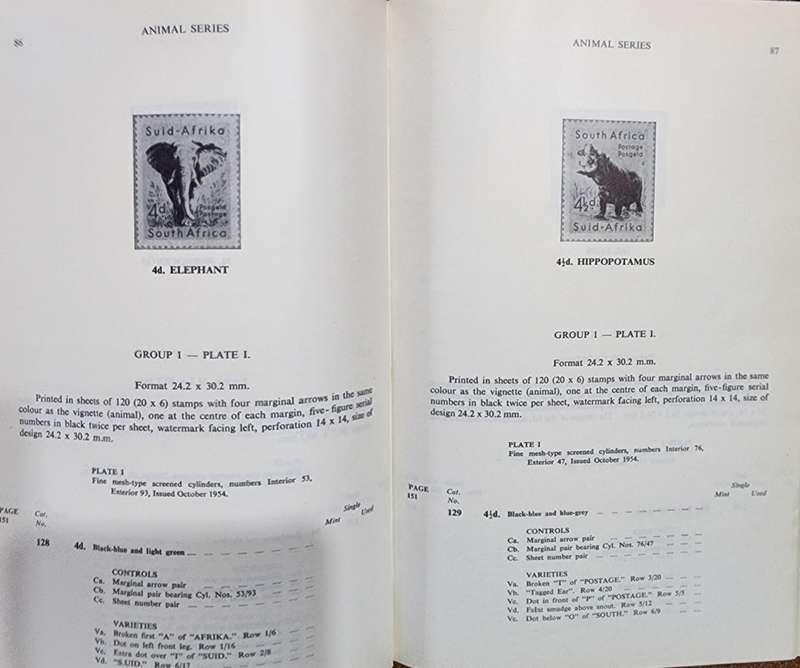 86
ANIMAL SERIES
Suid-Afrika
4d
Posgeld
Postage
South Africa
4d. ELEPHANT
GROUP 1 — PLATE I.
Format 24.2 x 30.2 mm.
Printed in sheets of 120 (20 x 6) stamps with four marginal arrows in the same
colour as the vignette (animal), one at the centre of each margin, five-figure serial
numbers in black twice per sheet, watermark facing left, perforation 14 x 14, size of
design 24.2 x 30.2 m.m.
PLATE I
Fine mesh-type screened cylinders, numbers Interior 53,
Exterior 93, Issued October 1954.
PAGE
151
Cat.
No.
Single
Mint Used
128 4d. Black-blue and light green
CONTROLS
Ca. Marginal arrow pair
Cb. Marginal pair bearing Cyl. Nos. 53/93
Cc. Sheet number pair
VARIETIES
Va. Broken first "A" of "AFRIKA." Row 1/6
Vb. Dot on left front leg. Row 1/16
Vc. Extra dot over "I" of "SUID." Row 2/8
Vd. "SUID." Row 6/17
ANIMAL SERIES
87
South Africa
Postage
Posgeld
4½d
Suid-Afrika
4½d. HIPPOPOTAMUS
GROUP 1 — PLATE I.
Format 24.2 x 30.2 m.m.
Printed in sheets of 120 (20 x 6) stamps with four marginal arrows in the same
colour as the vignette (animal), one at the centre of each margin, five-figure serial
numbers in black twice per sheet, watermark facing left, perforation 14 x 14, size of
design 24.2 x 30.2 mm.
PLATE I
Fine mesh-type screened cylinders, numbers Interior 76,
Exterior 47, Issued October 1954.
PAGE
151
Cat.
No.
Single
Mint Used
129 4½d. Black-blue and blue-grey
CONTROLS
Ca. Marginal arrow pair
Cb. Marginal pair bearing Cyl. Nos. 76/47
Cc. Sheet number pair
VARIETIES
Va. Broken "T" of "POSTAGE." Row 3/20
Vb. "Tagged Ear". Row 4/20
Vc. Dot in front of "P" of "POSTAGE." Row 5/5
Vd. Faint smudge above snout. Row 5/12
Ve. Dot below "O" of "SOUTH." Row 6/9